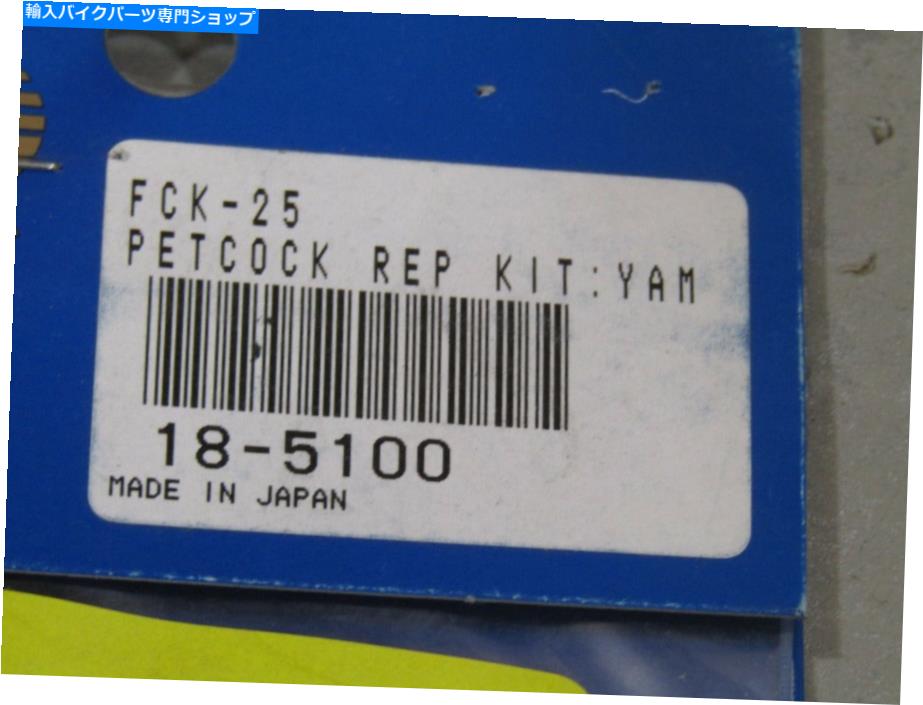 輸入バイクパーツ専門ショップ
FCK-25
PETCOCK REP KIT:YAM
18-5100
MADE IN JAPAN